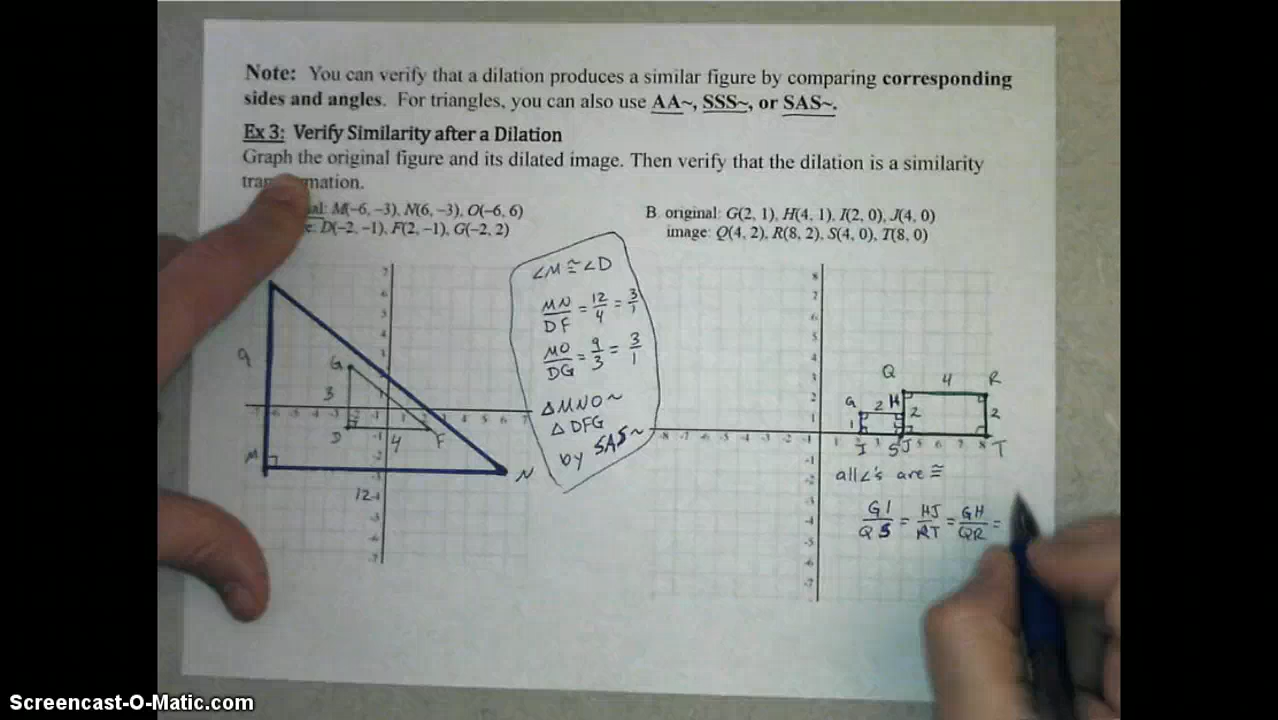 Note: You can verify that a dilation produces a similar figure by comparing corresponding
sides and angles. For triangles, you can also use AA~, SSS~, or SAS~.
Ex 3: Verify Similarity after a Dilation
Graph the original figure and its dilated image. Then verify that the dilation is a similarity
mation.
M(−6, −3), N(6, −3), O(−6, 6)
D(−2, −1), F(2, −1), G(−2, 2)
B. original: G(2, 1), H(4, 1), I(2, 0), J(4, 0)
image: Q(4, 2), R(8, 2), S(4, 0), T(8, 0)
∠M ≅ ∠D
MN/DF = 12/4 = 3/1
MO/DG = 9/3 = 3/1
△MNO ~
△DFG
by SAS~
9
G
3
D
4
F
M
N
12
Q
4
R
G
2
H
1
2
2
I
S
J
T
all ∠'s are ≅
GI/QS = HJ/RT = GH/QR =
Screencast-O-Matic.com